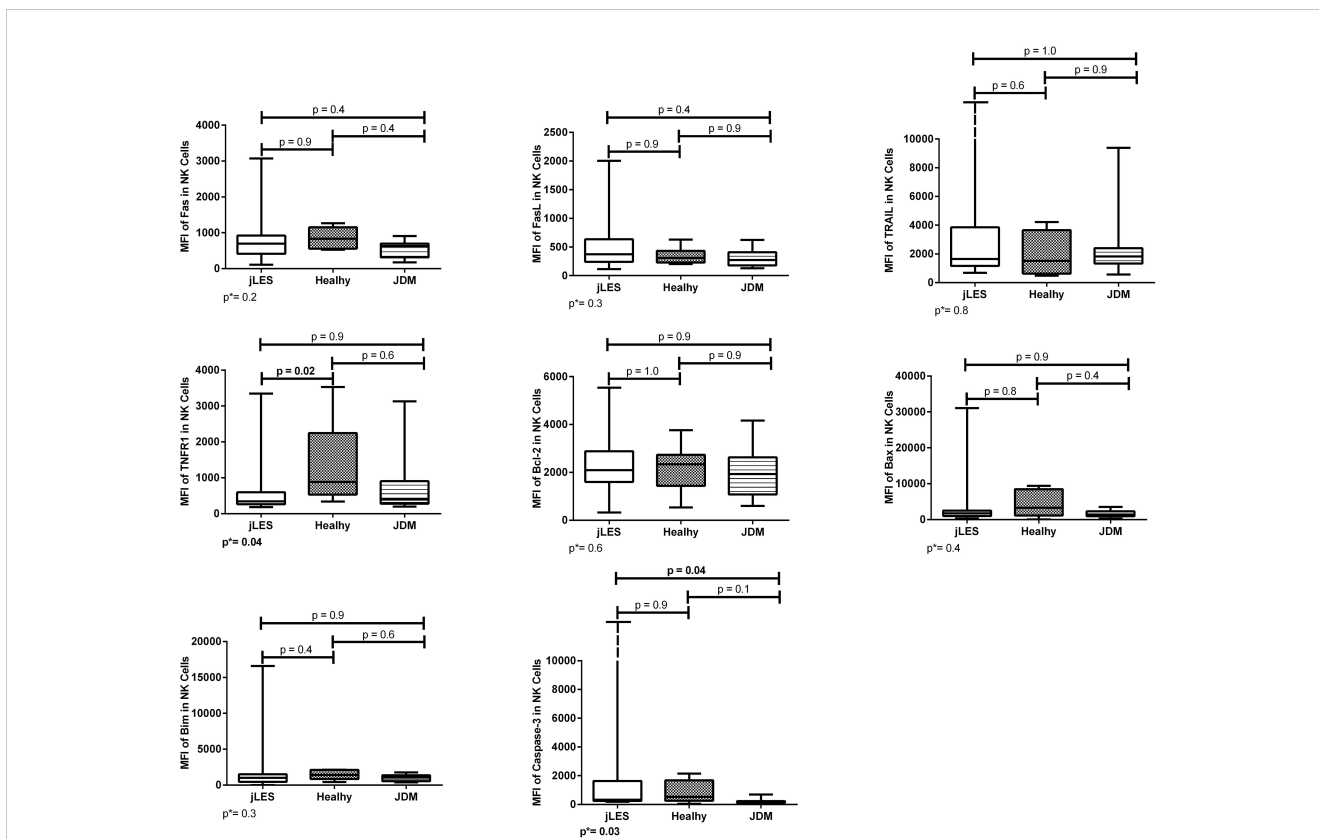 p = 0.4
p = 0.4
p = 0.9
4000
3000
2000
1000
0
MFI of Fas in NK Cells
jLES Healhy JDM
p*= 0.2
p = 0.4
p = 0.9
p = 0.9
2500
2000
1500
1000
500
0
MFI of FasL in NK Cells
jLES Healhy JDM
p*= 0.3
p = 1.0
p = 0.9
p = 0.6
10000
8000
6000
4000
2000
0
MFI of TRAIL in NK Cells
jLES Healhy JDM
p*= 0.8
p = 0.9
p = 0.6
p = 0.02
4000
3000
2000
1000
0
MFI of TNFR1 in NK Cells
jLES Healhy JDM
p*= 0.04
p = 0.9
p = 0.9
p = 1.0
6000
4000
2000
0
MFI of Bcl-2 in NK Cells
jLES Healhy JDM
p*= 0.6
p = 0.9
p = 0.4
p = 0.8
40000
30000
20000
10000
0
MFI of Bax in NK Cells
jLES Healhy JDM
p*= 0.4
p = 0.9
p = 0.6
p = 0.4
20000
15000
10000
5000
0
MFI of Bim in NK Cells
jLES Healhy JDM
p*= 0.3
p = 0.04
p = 0.1
p = 0.9
10000
8000
6000
4000
2000
0
MFI of Caspase-3 in NK Cells
jLES Healhy JDM
p*= 0.03